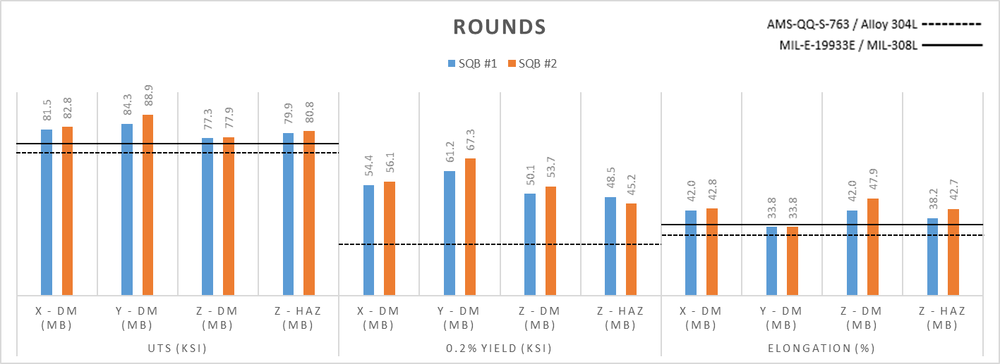 ROUNDS
AMS-QQ-S-763 / Alloy 304L
MIL-E-19933E / MIL-308L
SQB #1 SQB #2
81.5 82.8 84.3 88.9 77.3 77.9 79.9 80.8 54.4 56.1 61.2 67.3 50.1 53.7 48.5 45.2 42.0 42.8 33.8 33.8 42.0 47.9 38.2 42.7
X - DM Y - DM Z - DM Z - HAZ X - DM Y - DM Z - DM Z - HAZ X - DM Y - DM Z - DM Z - HAZ
(MB) (MB) (MB) (MB) (MB) (MB) (MB) (MB) (MB) (MB) (MB) (MB)
UTS (KSI) 0.2% YIELD (KSI) ELONGATION (%)